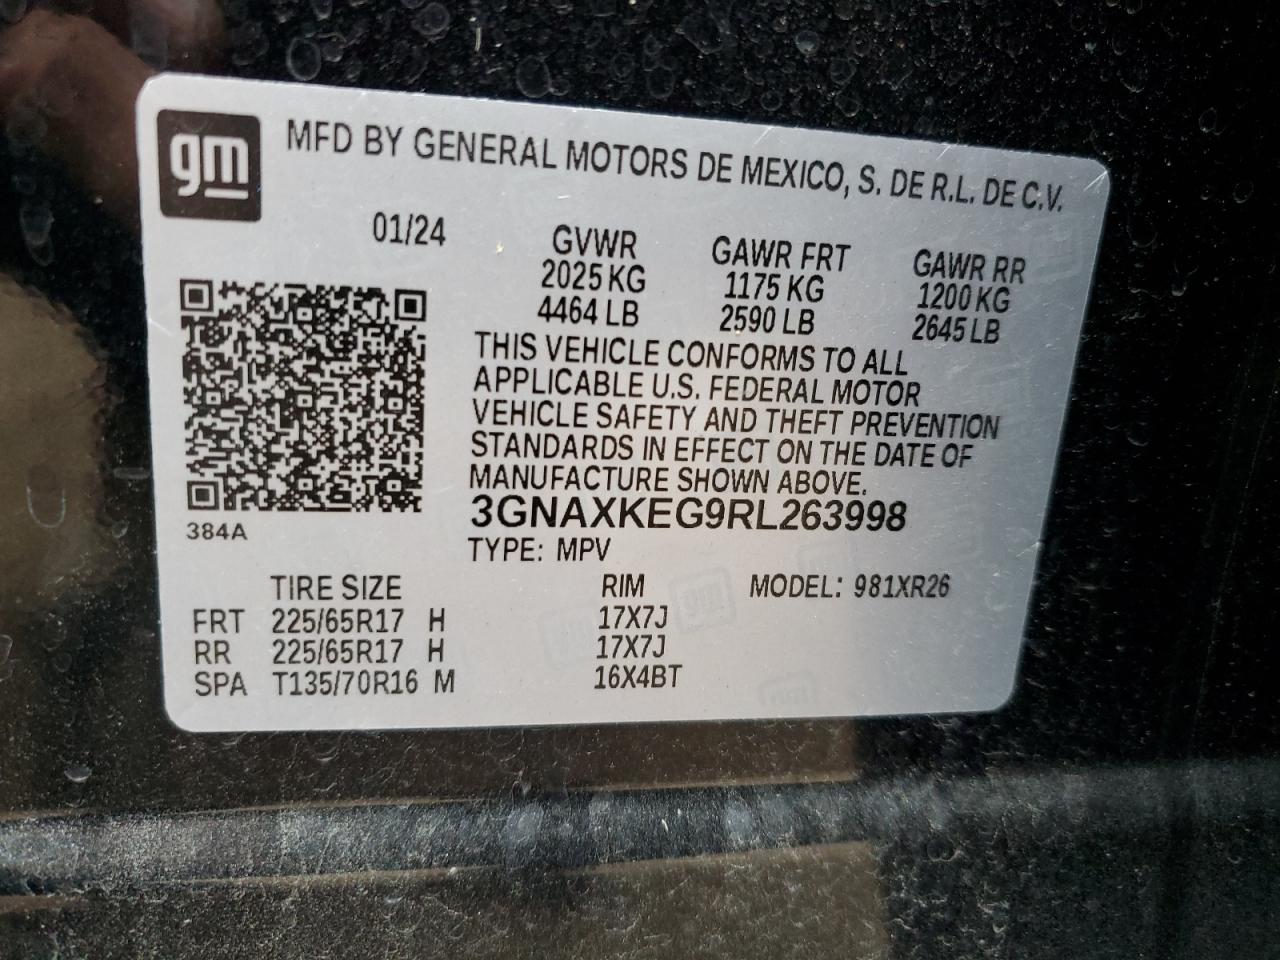 gm
MFD BY GENERAL MOTORS DE MEXICO, S. DE R.L. DE C.V.
01/24
GVWR GAWR FRT GAWR RR
2025 KG 1175 KG 1200 KG
4464 LB 2590 LB 2645 LB
THIS VEHICLE CONFORMS TO ALL
APPLICABLE U.S. FEDERAL MOTOR
VEHICLE SAFETY AND THEFT PREVENTION
STANDARDS IN EFFECT ON THE DATE OF
MANUFACTURE SHOWN ABOVE.
384A
3GNAXKEG9RL263998
TYPE: MPV
TIRE SIZE RIM MODEL: 981XR26
FRT 225/65R17 H 17X7J
RR 225/65R17 H 17X7J
SPA T135/70R16 M 16X4BT